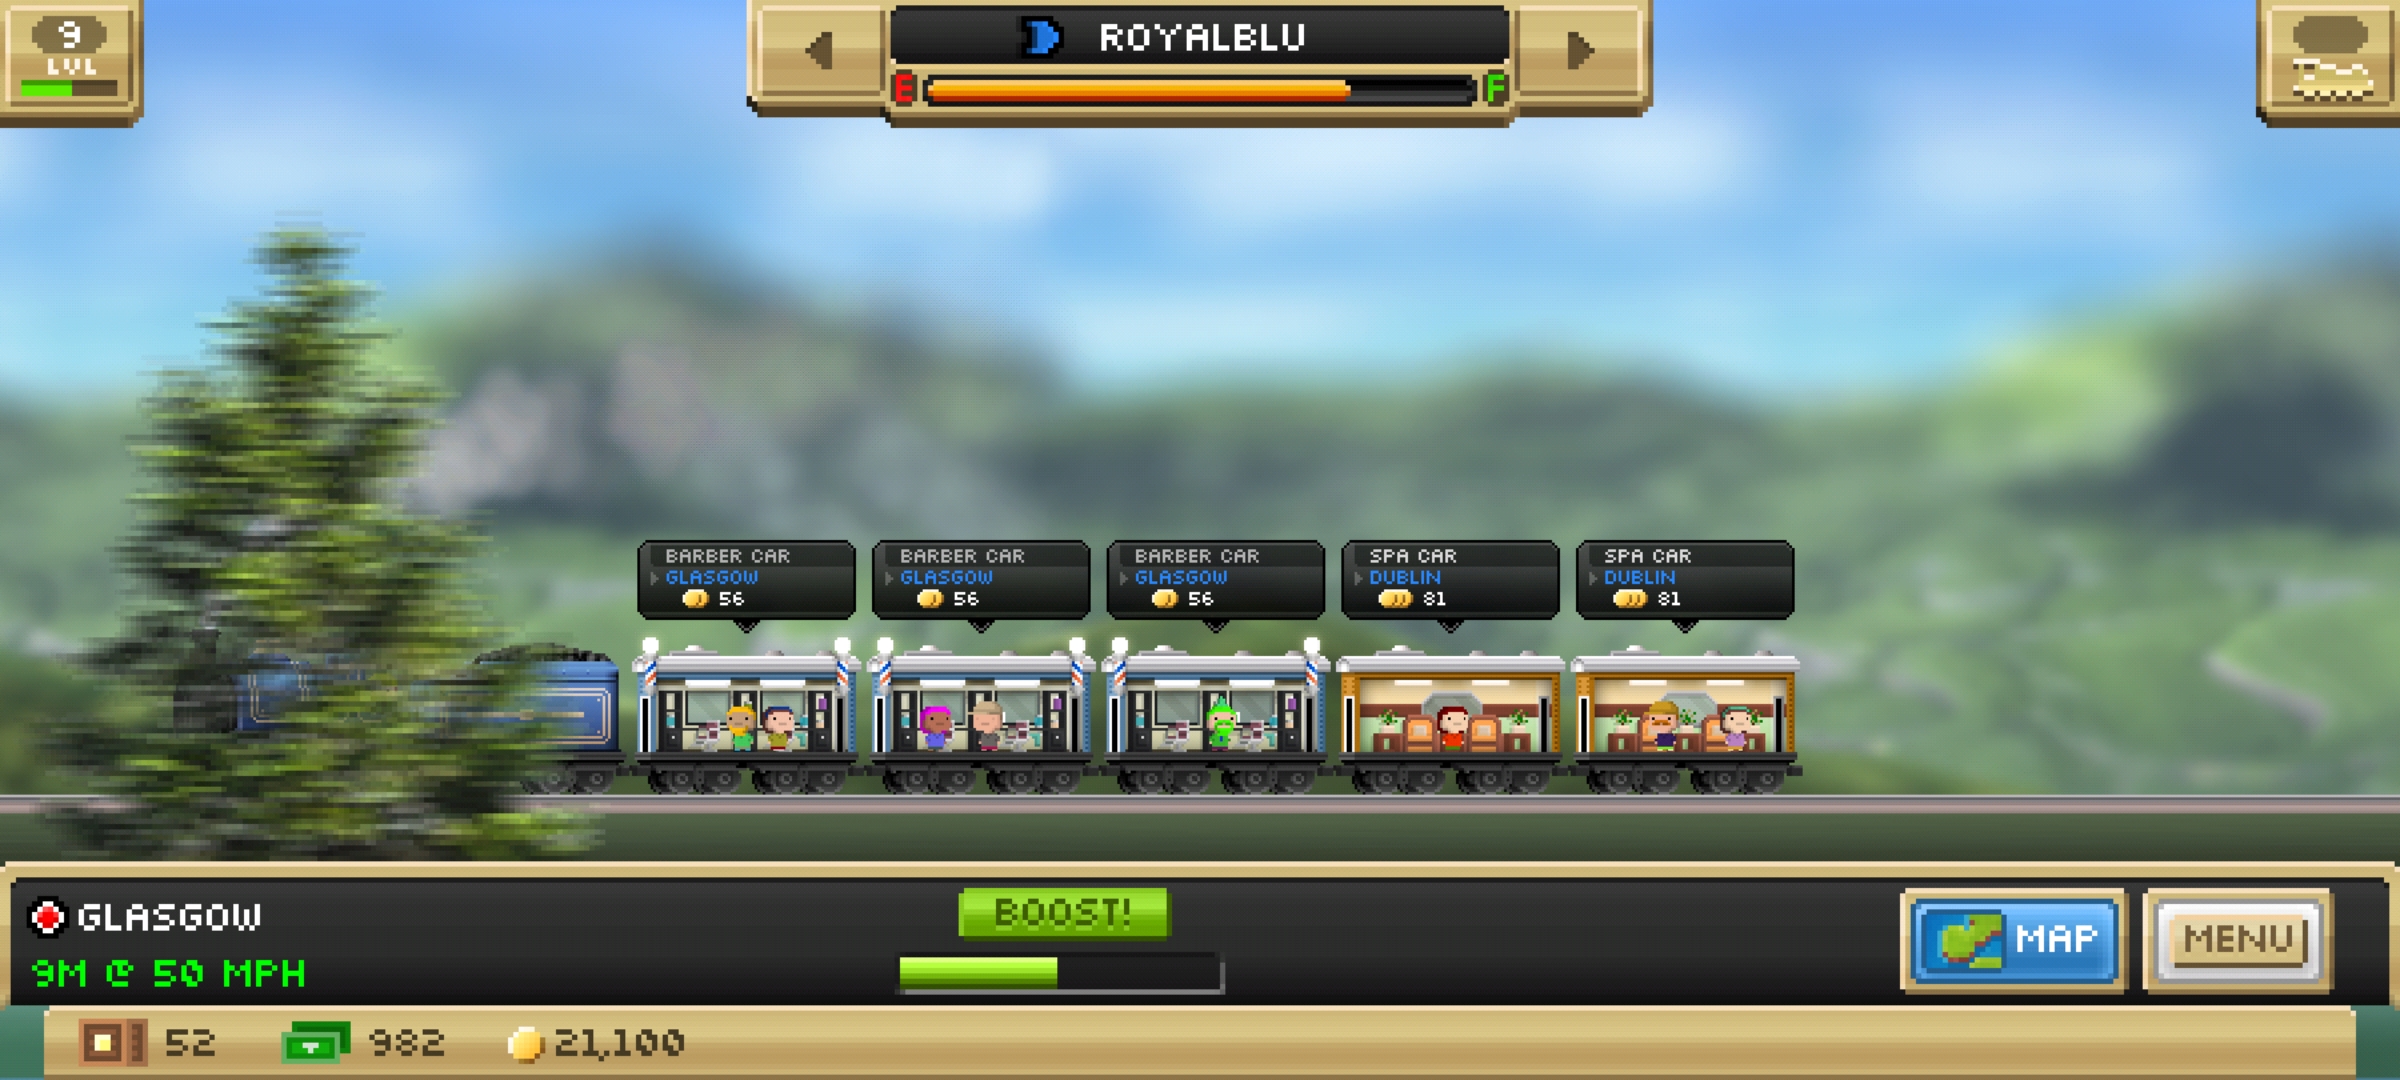 9
LVL
ROYALBLU
E
F
BARBER CAR
GLASGOW
56
BARBER CAR
GLASGOW
56
BARBER CAR
GLASGOW
56
SPA CAR
DUBLIN
81
SPA CAR
DUBLIN
81
GLASGOW
9M @ 50 MPH
BOOST!
MAP
MENU
52
982
21,100